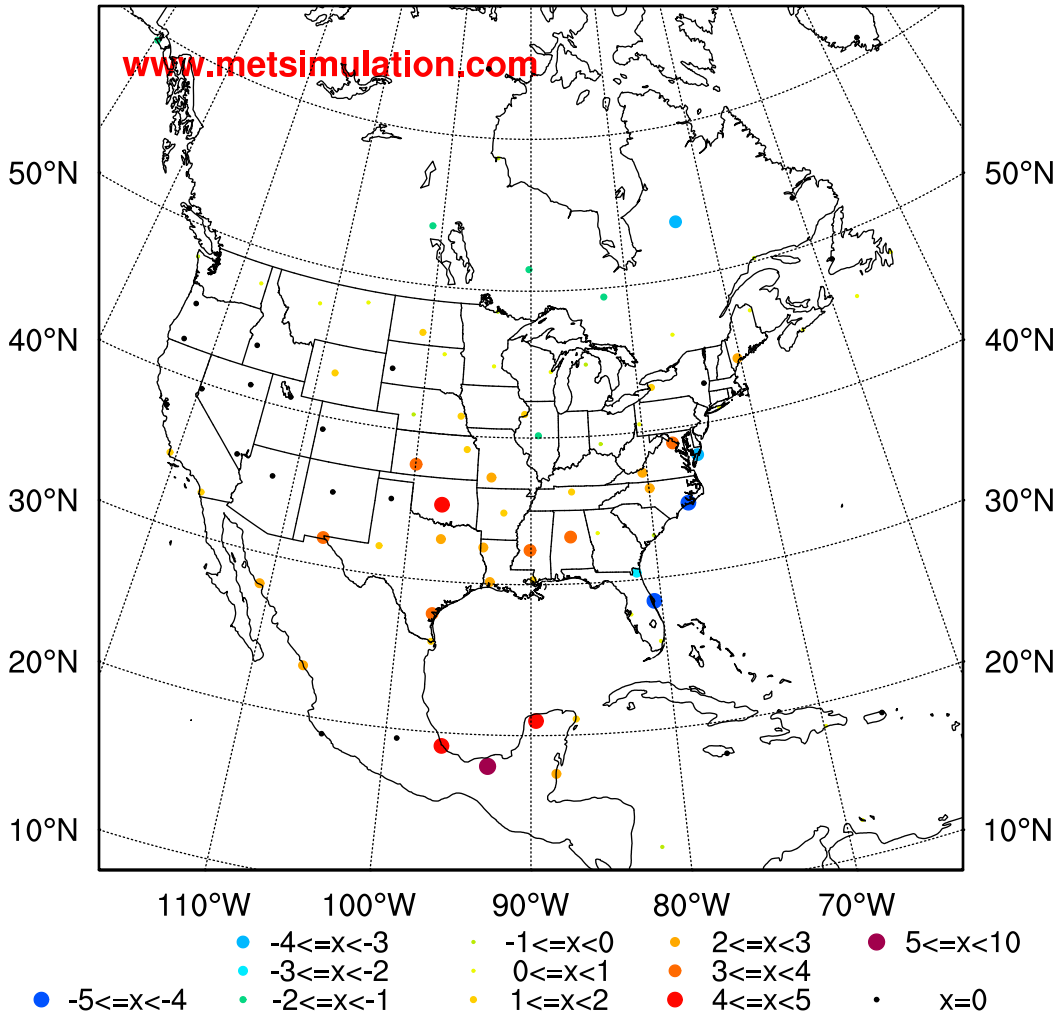 www.metsimulation.com
50°N 50°N
40°N 40°N
30°N 30°N
20°N 20°N
10°N 10°N
110°W 100°W 90°W 80°W 70°W
-4<=x<-3 -1<=x<0 2<=x<3 5<=x<10
-3<=x<-2 0<=x<1 3<=x<4
-5<=x<-4 -2<=x<-1 1<=x<2 4<=x<5 x=0